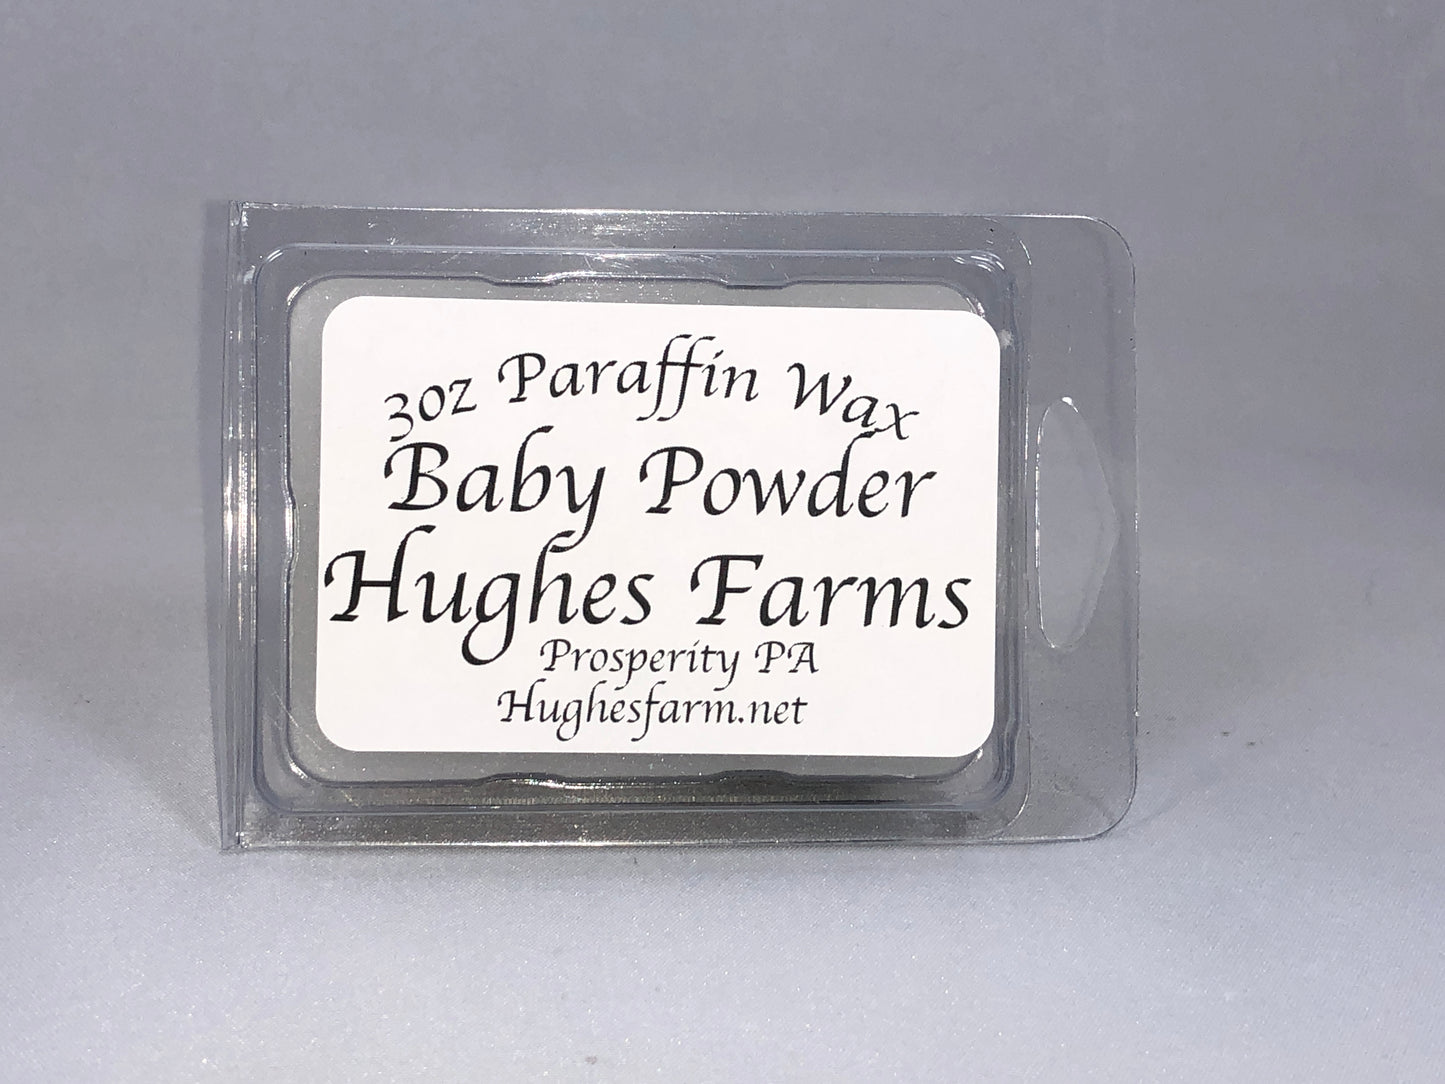 3oz Paraffin Wax
Baby Powder
Hughes Farms
Prosperity PA
Hughesfarm.net